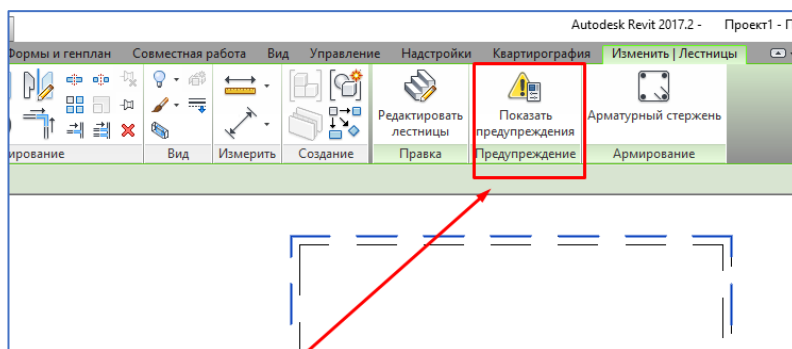 Autodesk Revit 2017.2 - Проект1 - П
Формы и генплан Совместная работа Вид Управление Надстройки Квартирография Изменить | Лестницы
Редактировать лестницы
Показать предупреждения
Арматурный стержень
ирование Вид Измерить Создание Правка Предупреждение Армирование